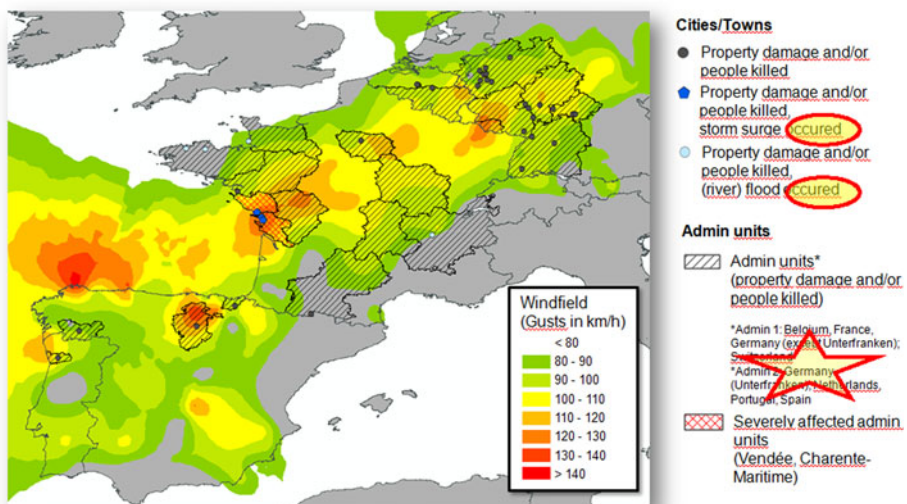 Cities/Towns
Property damage and/or
people killed
Property damage and/or
people killed,
storm surge occured
Property damage and/or
people killed,
(river) flood occured
Admin units
Admin units*
(property damage and/or
people killed)
*Admin 1: Belgium, France,
Germany (except Unterfranken);
Switzerland
*Admin 2: Germany
(Unterfranken), Netherlands,
Portugal, Spain
Severely affected admin
units
(Vendée, Charente-
Maritime)
Windfield
(Gusts in km/h)
< 80
80 - 90
90 - 100
100 - 110
110 - 120
120 - 130
130 - 140
> 140